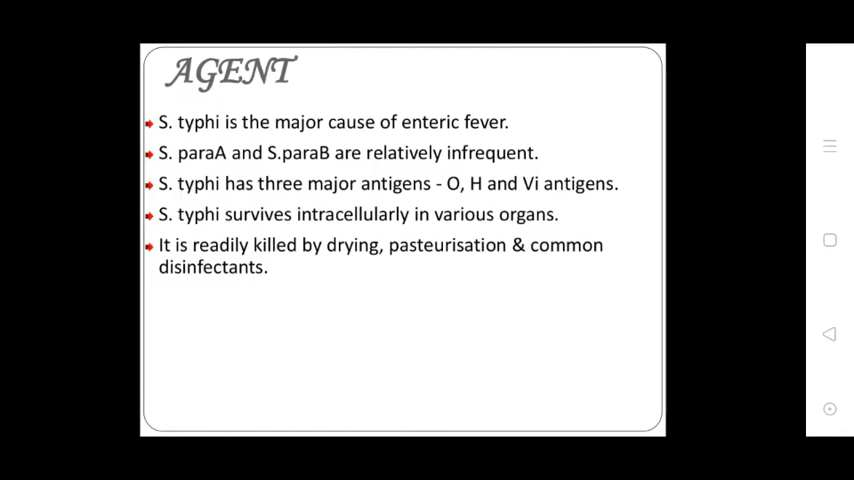 AGENT
S. typhi is the major cause of enteric fever.
S. paraA and S.paraB are relatively infrequent.
S. typhi has three major antigens - O, H and Vi antigens.
S. typhi survives intracellularly in various organs.
It is readily killed by drying, pasteurisation & common
disinfectants.